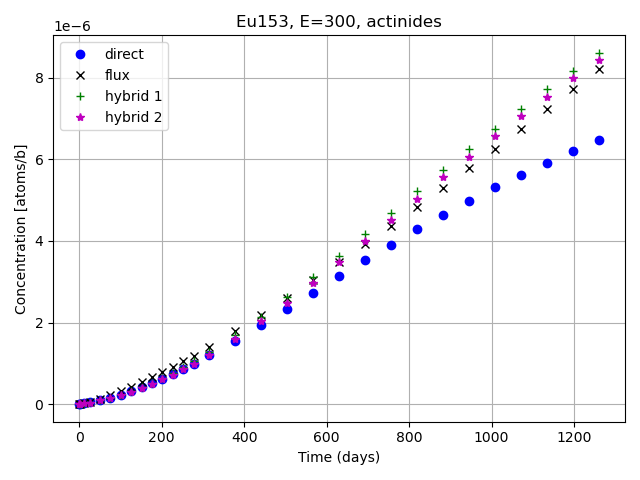 Eu153, E=300, actinides
1e−6
direct
flux
hybrid 1
hybrid 2
8
6
4
2
0
Concentration [atoms/b]
0 200 400 600 800 1000 1200
Time (days)